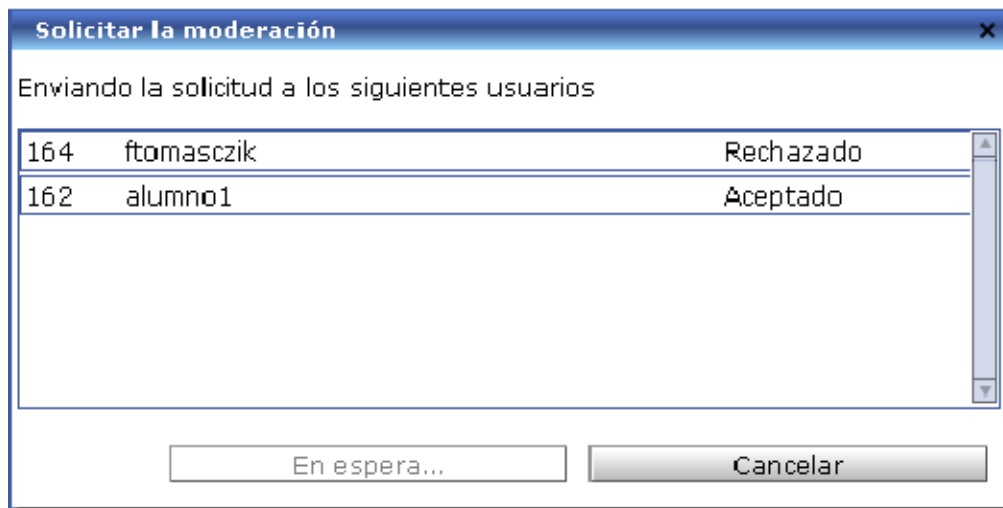 Solicitar la moderación
Enviando la solicitud a los siguientes usuarios
164 ftomasczik Rechazado
162 alumno1 Aceptado
En espera... Cancelar